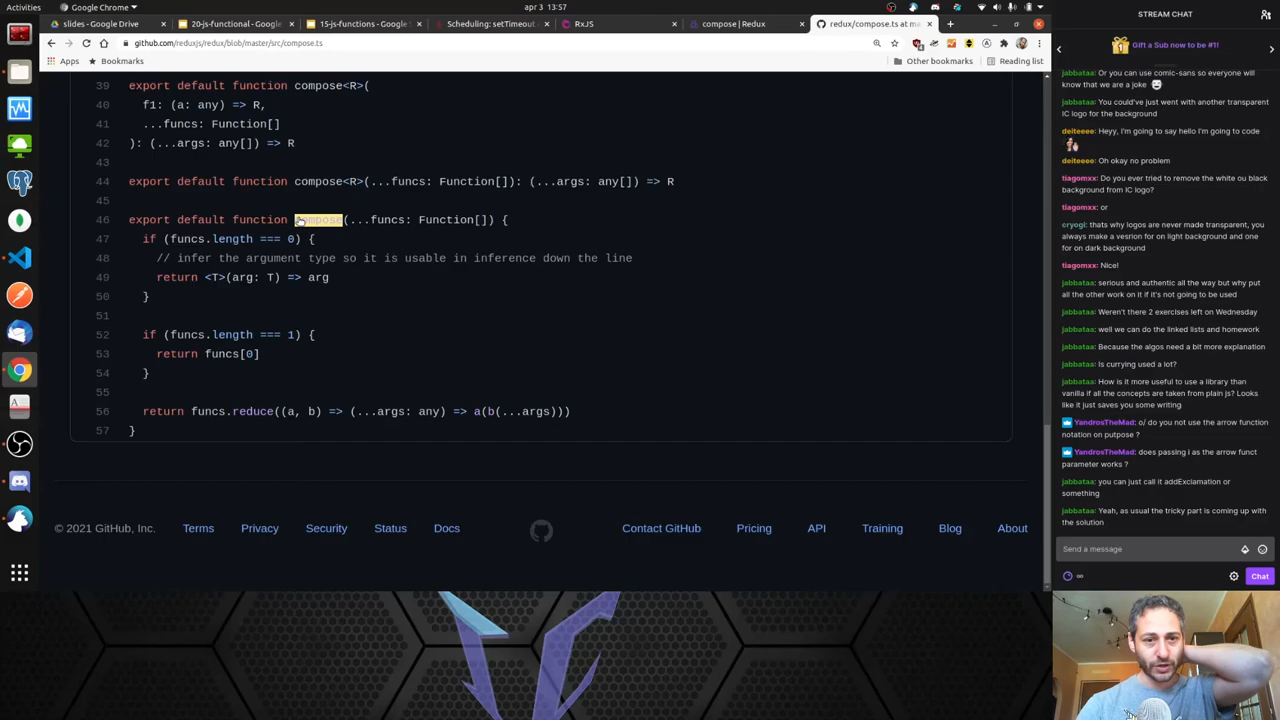 Activities
Google Chrome
apr 3 13:57
slides - Google Drive
20-js-functional - Google
15-js-functions - Google S
Scheduling: setTimeout
RxJS
compose | Redux
redux/compose.ts at ma
github.com/reduxjs/redux/blob/master/src/compose.ts
Apps
Bookmarks
Other bookmarks
Reading list
39 export default function compose<R>(
40 f1: (a: any) => R,
41 ...funcs: Function[]
42 ): (...args: any[]) => R
43
44 export default function compose<R>(...funcs: Function[]): (...args: any[]) => R
45
46 export default function compose(...funcs: Function[]) {
47 if (funcs.length === 0) {
48 // infer the argument type so it is usable in inference down the line
49 return <T>(arg: T) => arg
50 }
51
52 if (funcs.length === 1) {
53 return funcs[0]
54 }
55
56 return funcs.reduce((a, b) => (...args: any) => a(b(...args)))
57 }
© 2021 GitHub, Inc.
Terms
Privacy
Security
Status
Docs
Contact GitHub
Pricing
API
Training
Blog
About
STREAM CHAT
Gift a Sub now to be #1!
jabbataa: Or you can use comic-sans so everyone will
know that we are a joke
jabbataa: You could've just went with another transparent
IC logo for the background
deiteeee: Heyy, I'm going to say hello I'm going to code
deiteeee: Oh okay no problem
tiagomxx: Do you ever tried to remove the white ou black
background from IC logo?
tiagomxx: or
cryogi: thats why logos are never made transparent, you
always make a vesrion for on light background and one
for on dark background
tiagomxx: Nice!
jabbataa: serious and authentic all the way but why put
all the other work on it if it's not going to be used
jabbataa: Weren't there 2 exercises left on Wednesday
jabbataa: well we can do the linked lists and homework
jabbataa: Because the algos need a bit more explanation
jabbataa: Is currying used a lot?
jabbataa: How is it more useful to use a library than
vanilla if all the concepts are taken from plain js? Looks
like it just saves you some writing
YandrosTheMad: o/ do you not use the arrow function
notation on putpose ?
YandrosTheMad: does passing i as the arrow funct
parameter works ?
jabbataa: you can just call it addExclamation or
something
jabbataa: Yeah, as usual the tricky part is coming up with
the solution
Send a message
Chat